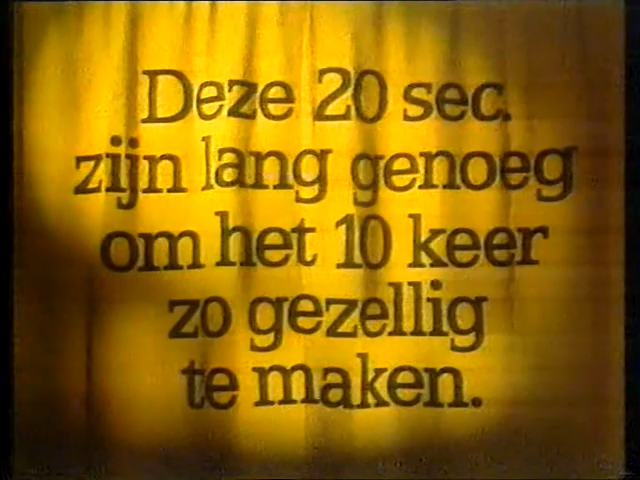 Deze 20 sec.
zijn lang genoeg
om het 10 keer
zo gezellig
te maken.